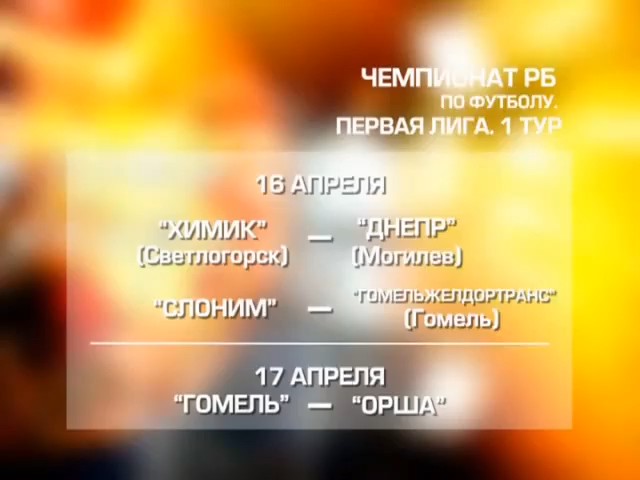 ЧЕМПИОНАТ РБ
ПО ФУТБОЛУ.
ПЕРВАЯ ЛИГА. 1 ТУР
16 АПРЕЛЯ
"ХИМИК" — "ДНЕПР"
(Светлогорск) (Могилев)
"СЛОНИМ" — "ГОМЕЛЬЖЕЛДОРТРАНС"
(Гомель)
17 АПРЕЛЯ
"ГОМЕЛЬ" — "ОРША"